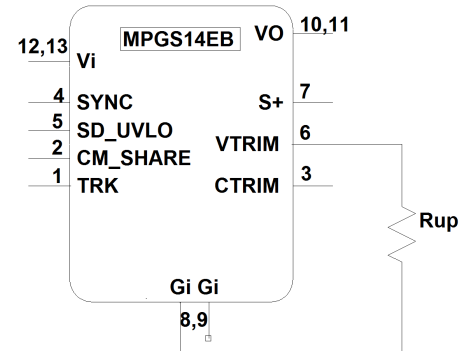 MPGS14EB
VO
10,11
12,13
Vi
4
SYNC
7
S+
5
SD_UVLO
6
VTRIM
2
CM_SHARE
1
TRK
3
CTRIM
Rup
Gi Gi
8,9